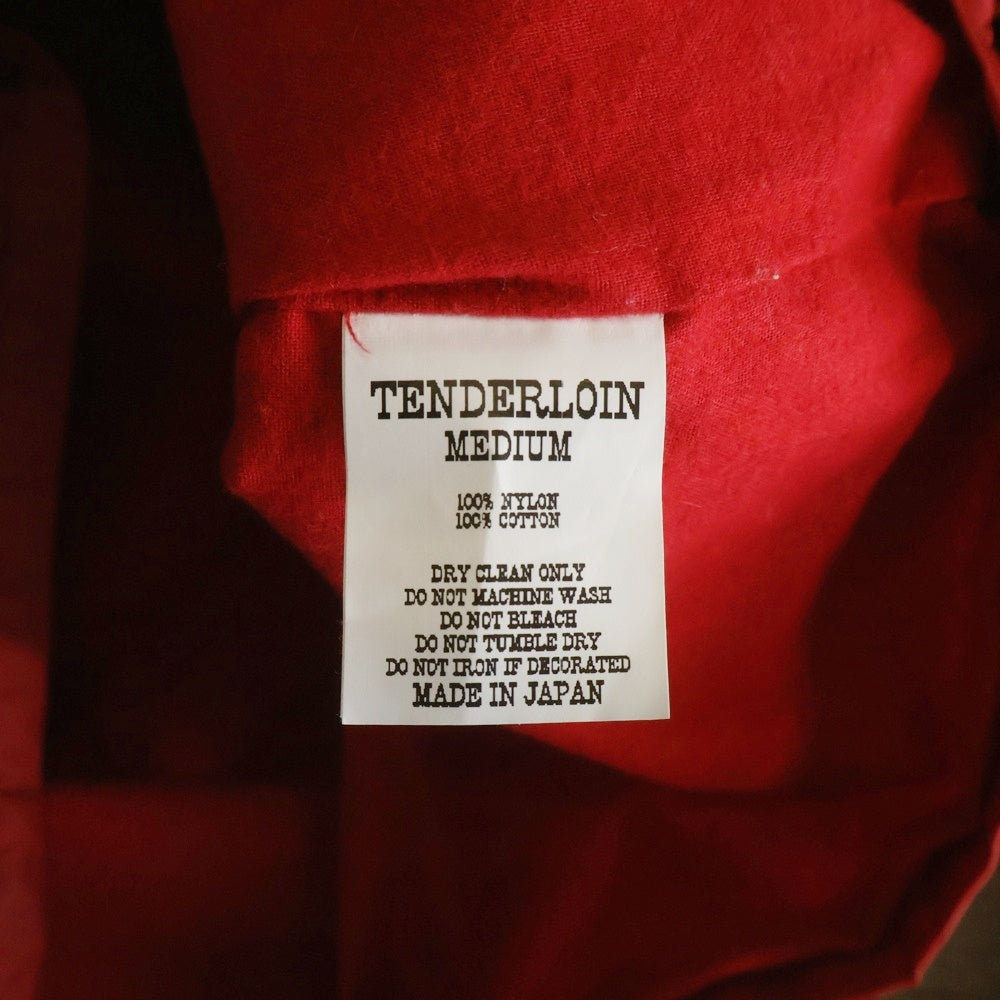 TENDERLOIN
MEDIUM
100% NYLON
100% COTTON
DRY CLEAN ONLY
DO NOT MACHINE WASH
DO NOT BLEACH
DO NOT TUMBLE DRY
DO NOT IRON IF DECORATED
MADE IN JAPAN